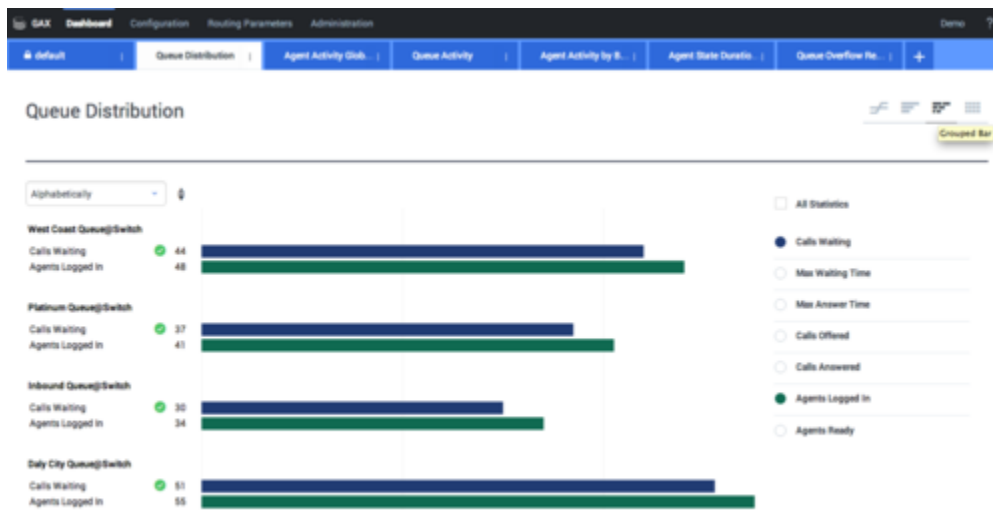 GAX Dashboard Configuration Routing Parameters Administration Demo ?
default Queue Distribution Agent Activity Glob... Queue Activity Agent Activity by B... Agent State Duratio... Queue Overflow Re... +
Queue Distribution
Grouped Bar
Alphabetically
All Statistics
West Coast Queue@Switch
Calls Waiting 44
Agents Logged In 48
Platinum Queue@Switch
Calls Waiting 37
Agents Logged In 41
Inbound Queue@Switch
Calls Waiting 30
Agents Logged In 34
Daly City Queue@Switch
Calls Waiting 51
Agents Logged In 55
Calls Waiting
Max Waiting Time
Max Answer Time
Calls Offered
Calls Answered
Agents Logged In
Agents Ready